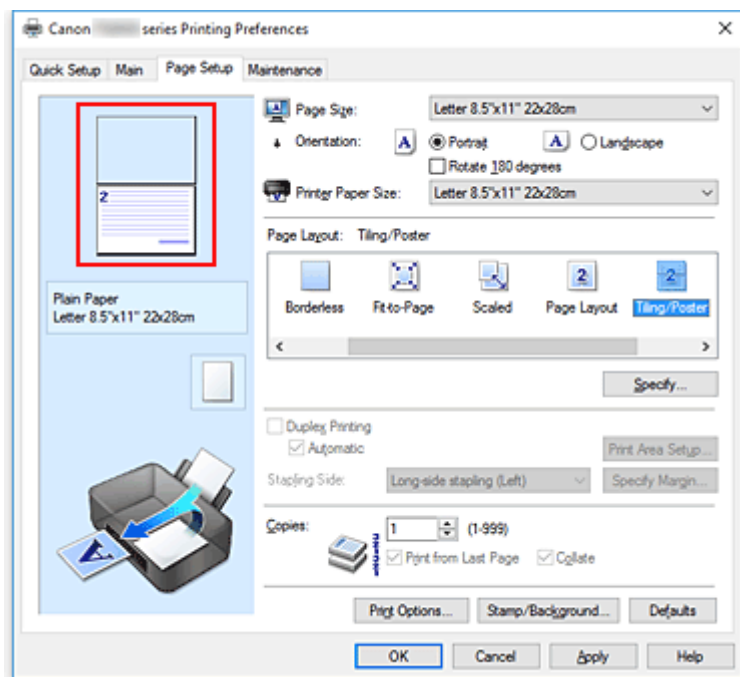 Canon series Printing Preferences
Quick Setup Main Page Setup Maintenance
2
Plain Paper
Letter 8.5"x11" 22x28cm
Page Size: Letter 8.5"x11" 22x28cm
Orientation: A Portrait A Landscape
Rotate 180 degrees
Printer Paper Size: Letter 8.5"x11" 22x28cm
Page Layout: Tiling/Poster
2 2
Borderless Fit-to-Page Scaled Page Layout Tiling/Poster
Specify...
Duplex Printing
Automatic Print Area Setup...
Stapling Side: Long-side stapling (Left) Specify Margin...
Copies: 1 (1-999)
Print from Last Page Collate
A
Print Options... Stamp/Background... Defaults
OK Cancel Apply Help